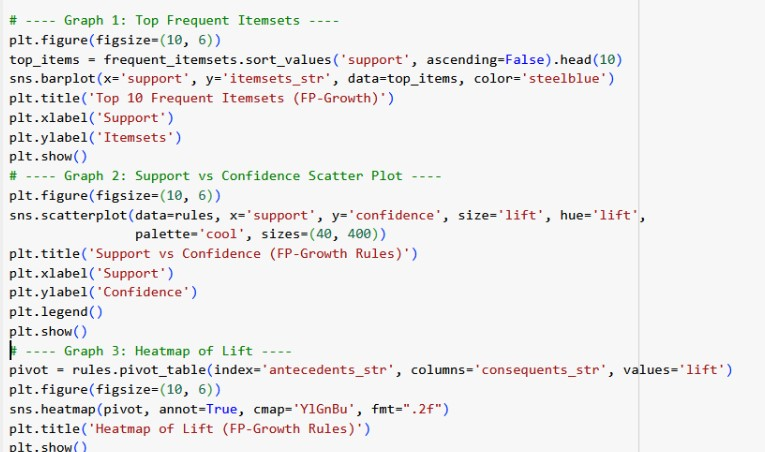 # ---- Graph 1: Top Frequent Itemsets ----
plt.figure(figsize=(10, 6))
top_items = frequent_itemsets.sort_values('support', ascending=False).head(10)
sns.barplot(x='support', y='itemsets_str', data=top_items, color='steelblue')
plt.title('Top 10 Frequent Itemsets (FP-Growth)')
plt.xlabel('Support')
plt.ylabel('Itemsets')
plt.show()
# ---- Graph 2: Support vs Confidence Scatter Plot ----
plt.figure(figsize=(10, 6))
sns.scatterplot(data=rules, x='support', y='confidence', size='lift', hue='lift',
                palette='cool', sizes=(40, 400))
plt.title('Support vs Confidence (FP-Growth Rules)')
plt.xlabel('Support')
plt.ylabel('Confidence')
plt.legend()
plt.show()
# ---- Graph 3: Heatmap of Lift ----
pivot = rules.pivot_table(index='antecedents_str', columns='consequents_str', values='lift')
plt.figure(figsize=(10, 6))
sns.heatmap(pivot, annot=True, cmap='YlGnBu', fmt=".2f")
plt.title('Heatmap of Lift (FP-Growth Rules)')
plt.show()